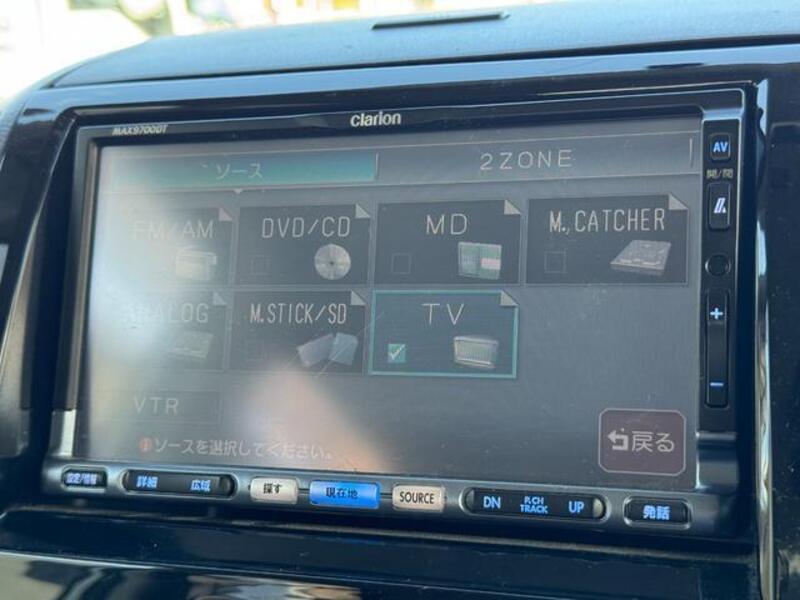 clarion
MAX9700DT
AV
開/閉
ソース
2ZONE
FM/AM
DVD/CD
MD
M.CATCHER
ANALOG
M.STICK/SD
TV
VTR
ソースを選択してください。
戻る
+
−
設定/情報
詳細
広域
探す
現在地
SOURCE
DN
P.CH
TRACK
UP
発話